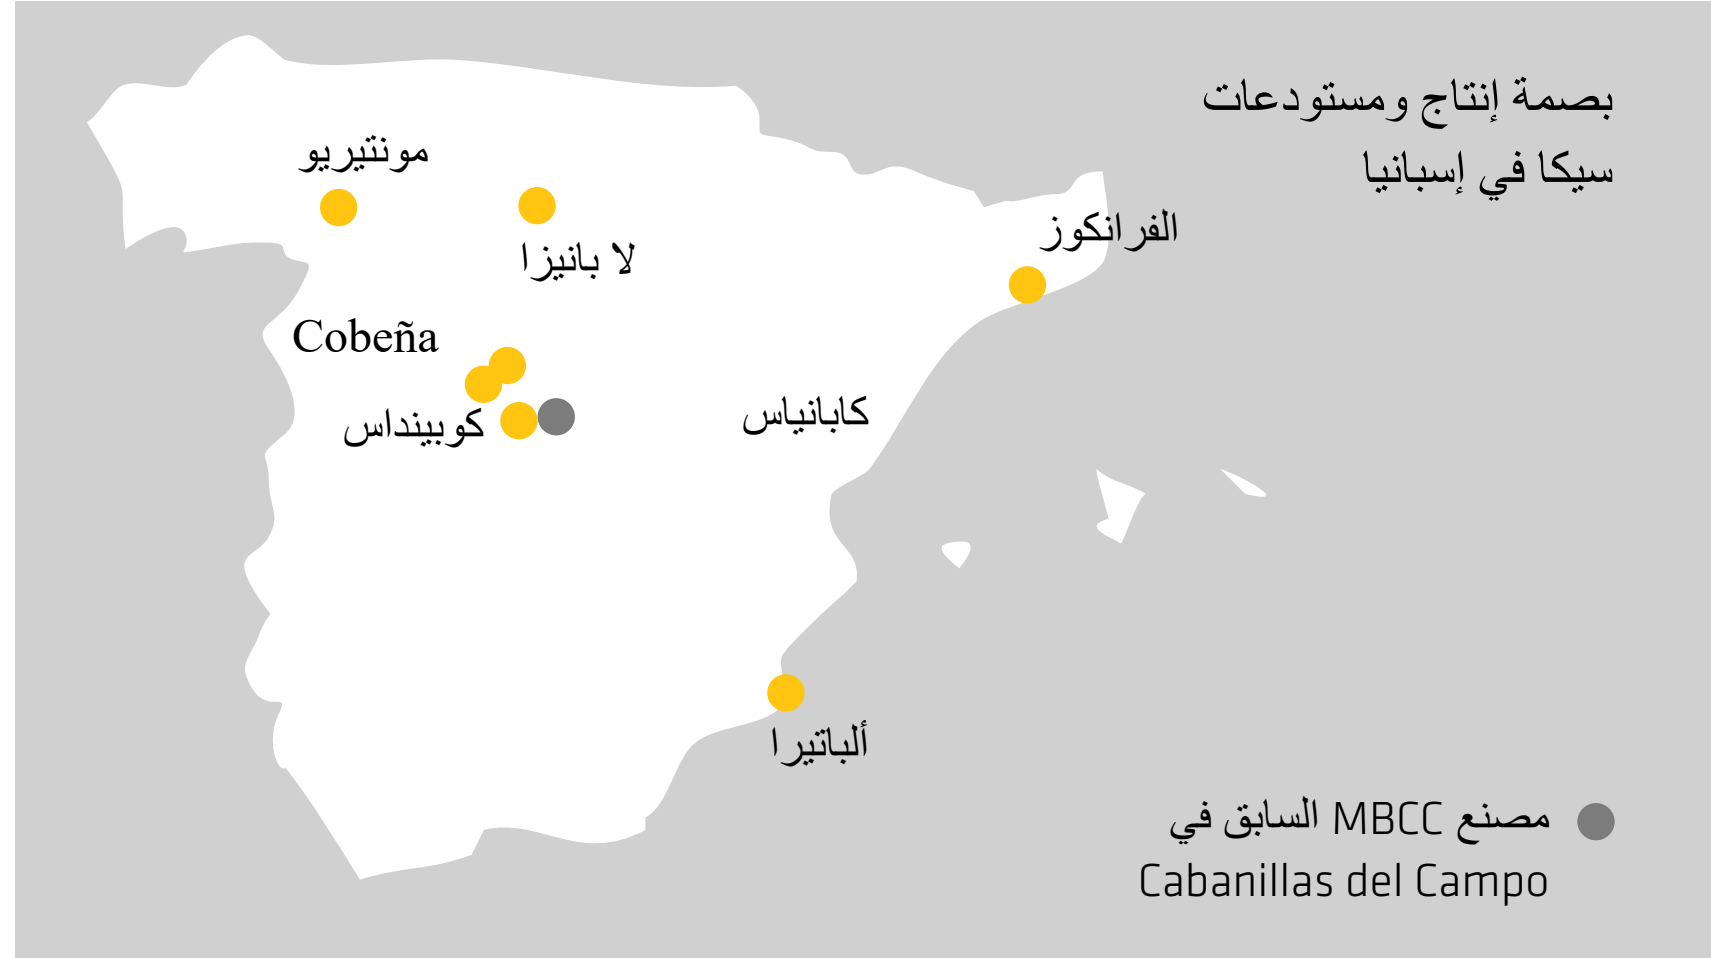 بصمة إنتاج ومستودعات
سيكا في إسبانيا
مونتيريو
الفرانكوز
لا بانيزا
Cobeña
كابانياس
كوبينداس
ألباتيرا
مصنع MBCC السابق في
Cabanillas del Campo